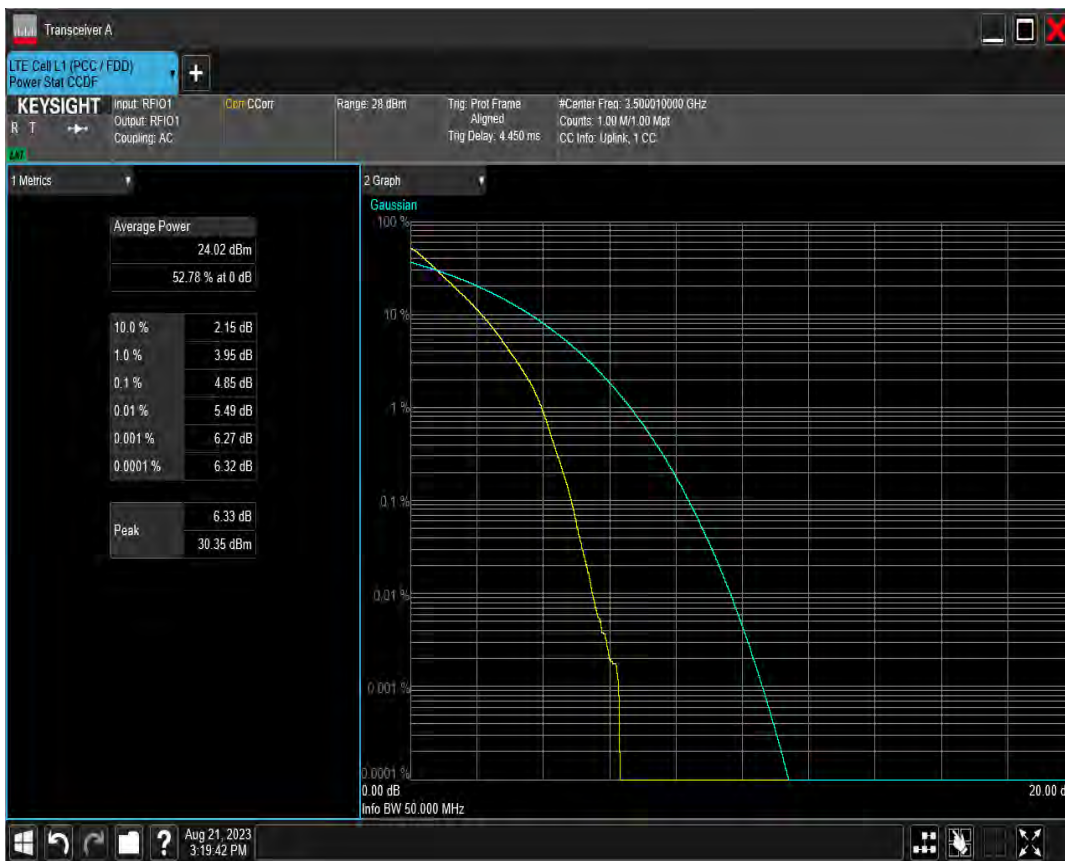 Transceiver A
LTE Cell L1 (PCC / FDD)
Power Stat CCDF
KEYSIGHT
R T
LXI
Input: RFIO1
Output: RFIO1
Coupling: AC
Corr CCorr
Range: 28 dBm
Trig: Prot Frame
Aligned
Trig Delay: 4.450 ms
#Center Freq: 3.500010000 GHz
Counts: 1.00 M/1.00 Mpt
CC Info: Uplink, 1 CC
1 Metrics
Average Power
24.02 dBm
52.78 % at 0 dB
10.0 % 2.15 dB
1.0 % 3.95 dB
0.1 % 4.85 dB
0.01 % 5.49 dB
0.001 % 6.27 dB
0.0001 % 6.32 dB
Peak
6.33 dB
30.35 dBm
2 Graph
Gaussian
100 %
10 %
1 %
0.1 %
0.01 %
0.001 %
0.0001 %
0.00 dB
20.00 d
Info BW 50.000 MHz
?
Aug 21, 2023
3:19:42 PM